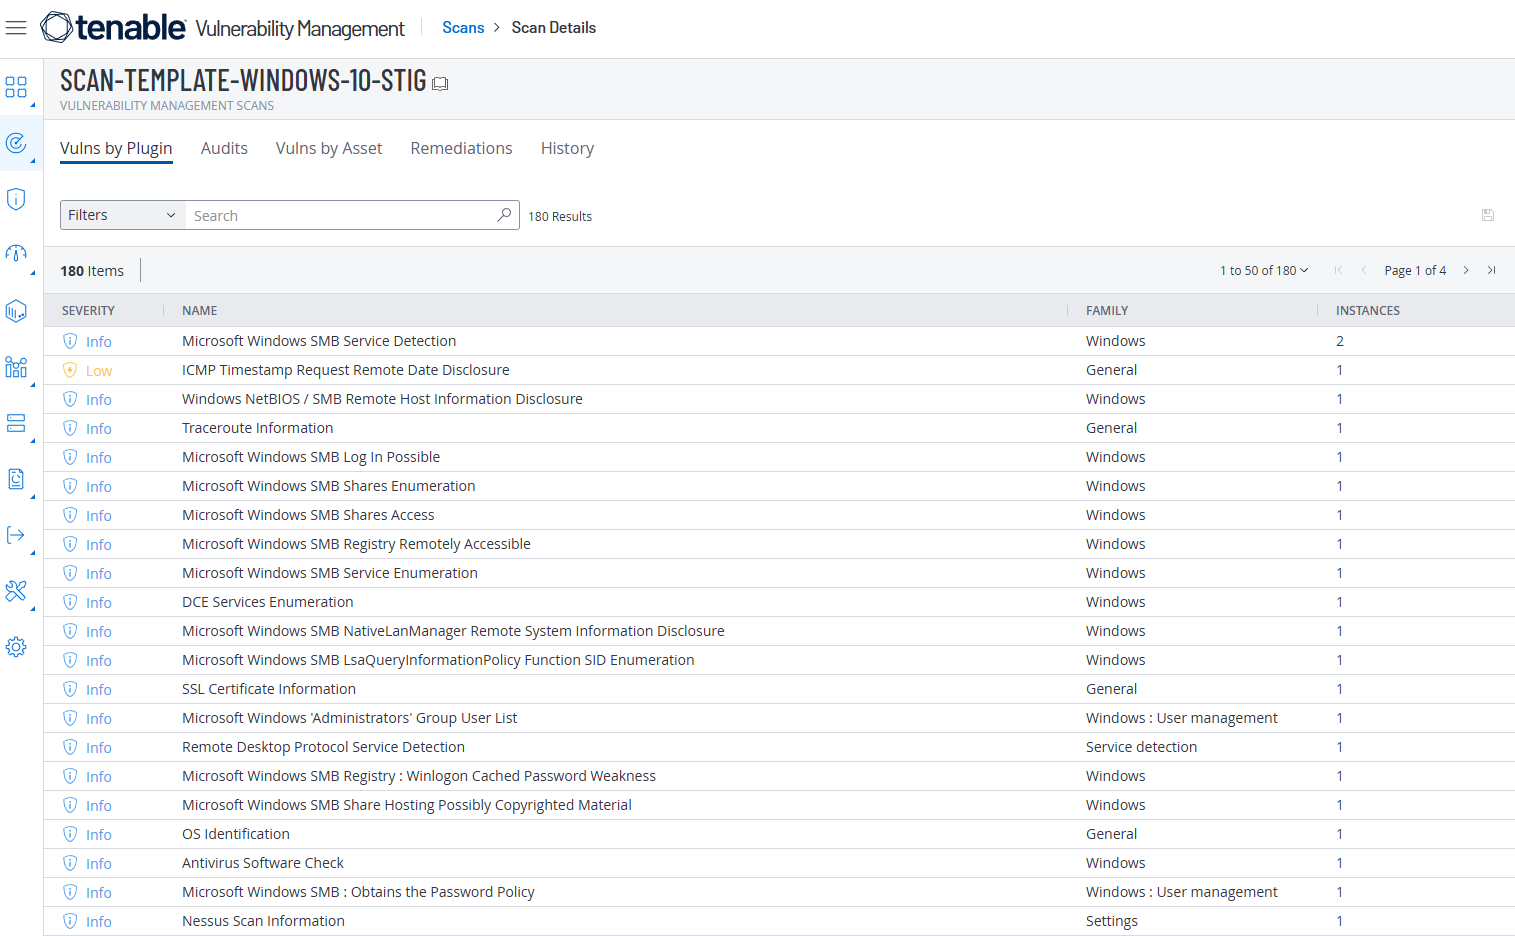 tenable Vulnerability Management Scans > Scan Details
SCAN-TEMPLATE-WINDOWS-10-STIG
VULNERABILITY MANAGEMENT SCANS
Vulns by Plugin Audits Vulns by Asset Remediations History
Filters Search 180 Results
180 Items 1 to 50 of 180 Page 1 of 4
SEVERITY NAME FAMILY INSTANCES
Info Microsoft Windows SMB Service Detection Windows 2
Low ICMP Timestamp Request Remote Date Disclosure General 1
Info Windows NetBIOS / SMB Remote Host Information Disclosure Windows 1
Info Traceroute Information General 1
Info Microsoft Windows SMB Log In Possible Windows 1
Info Microsoft Windows SMB Shares Enumeration Windows 1
Info Microsoft Windows SMB Shares Access Windows 1
Info Microsoft Windows SMB Registry Remotely Accessible Windows 1
Info Microsoft Windows SMB Service Enumeration Windows 1
Info DCE Services Enumeration Windows 1
Info Microsoft Windows SMB NativeLanManager Remote System Information Disclosure Windows 1
Info Microsoft Windows SMB LsaQueryInformationPolicy Function SID Enumeration Windows 1
Info SSL Certificate Information General 1
Info Microsoft Windows 'Administrators' Group User List Windows : User management 1
Info Remote Desktop Protocol Service Detection Service detection 1
Info Microsoft Windows SMB Registry : Winlogon Cached Password Weakness Windows 1
Info Microsoft Windows SMB Share Hosting Possibly Copyrighted Material Windows 1
Info OS Identification General 1
Info Antivirus Software Check Windows 1
Info Microsoft Windows SMB : Obtains the Password Policy Windows : User management 1
Info Nessus Scan Information Settings 1